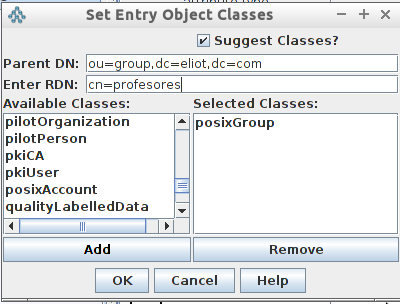 Set Entry Object Classes
Suggest Classes?
Parent DN: ou=group,dc=eliot,dc=com
Enter RDN: cn=profesores
Available Classes: Selected Classes:
pilotOrganization posixGroup
pilotPerson
pkiCA
pkiUser
posixAccount
qualityLabelledData
Add Remove
OK Cancel Help